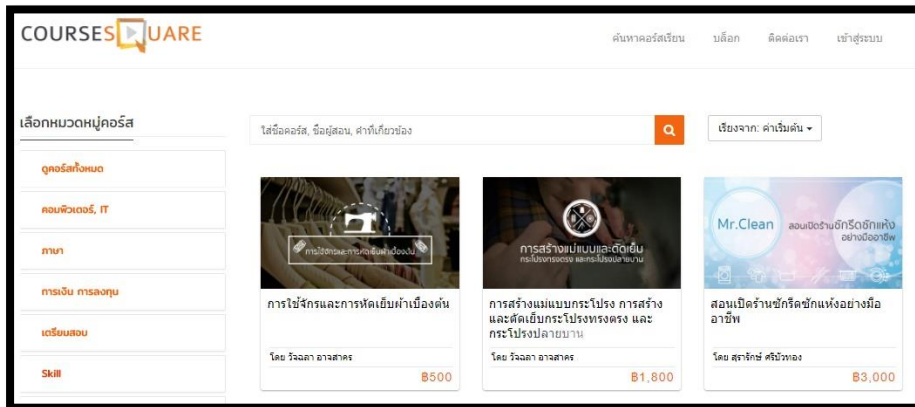 COURSESQUARE
ค้นหาคอร์สเรียน บล็อก ติดต่อเรา เข้าสู่ระบบ
เลือกหมวดหมู่คอร์ส
ใส่ชื่อคอร์ส, ชื่อผู้สอน, คำที่เกี่ยวข้อง
เรียงจาก: ค่าเริ่มต้น
ดูคอร์สทั้งหมด
คอมพิวเตอร์, IT
ภาษา
การเงิน การลงทุน
เตรียมสอบ
Skill
การใช้จักรและการหัดเย็บผ้าเบื้องต้น
การใช้จักรและการหัดเย็บผ้าเบื้องต้น
โดย วัจฉลา อาจสาคร
฿500
การสร้างแม่แบบและตัดเย็บ
กระโปรงทรงตรง และกระโปรงปลายบาน
การสร้างแม่แบบกระโปรง การสร้าง
และตัดเย็บกระโปรงทรงตรง และ
กระโปรงปลายบาน
โดย วัจฉลา อาจสาคร
฿1,800
Mr.Clean สอนเปิดร้านซักรีดซักแห้ง
อย่างมืออาชีพ
สอนเปิดร้านซักรีดซักแห้งอย่างมือ
อาชีพ
โดย สุรารักษ์ ศรีบัวทอง
฿3,000